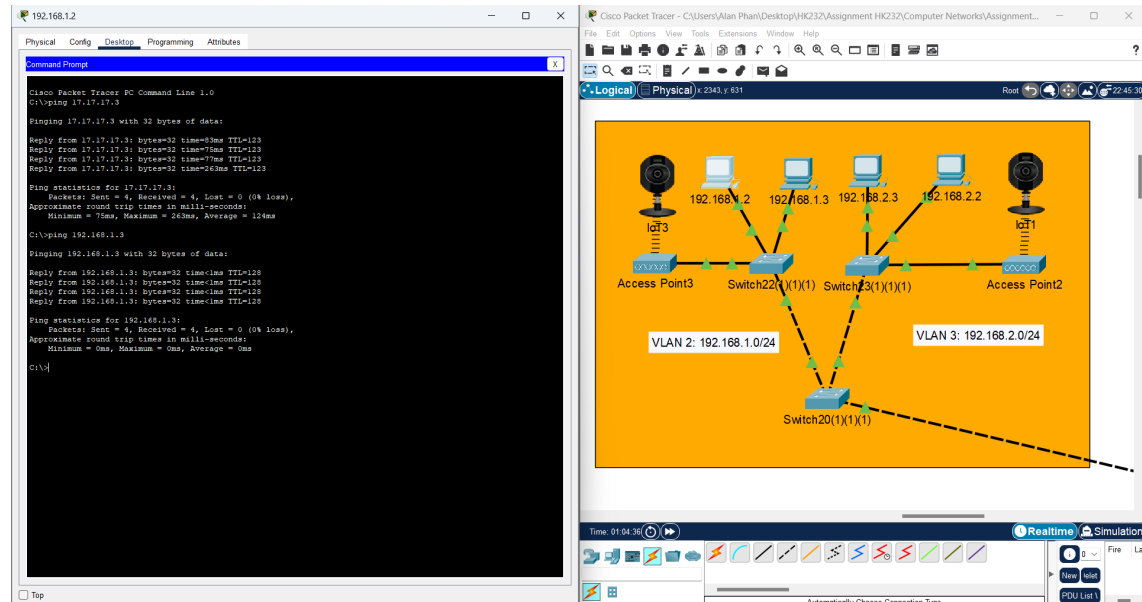 192.168.1.2
Physical Config Desktop Programming Attributes
Command Prompt
X
Cisco Packet Tracer PC Command Line 1.0
C:\>ping 17.17.17.3
Pinging 17.17.17.3 with 32 bytes of data:
Reply from 17.17.17.3: bytes=32 time=83ms TTL=123
Reply from 17.17.17.3: bytes=32 time=75ms TTL=123
Reply from 17.17.17.3: bytes=32 time=77ms TTL=123
Reply from 17.17.17.3: bytes=32 time=263ms TTL=123
Ping statistics for 17.17.17.3:
Packets: Sent = 4, Received = 4, Lost = 0 (0% loss),
Approximate round trip times in milli-seconds:
Minimum = 75ms, Maximum = 263ms, Average = 124ms
C:\>ping 192.168.1.3
Pinging 192.168.1.3 with 32 bytes of data:
Reply from 192.168.1.3: bytes=32 time<1ms TTL=128
Reply from 192.168.1.3: bytes=32 time<1ms TTL=128
Reply from 192.168.1.3: bytes=32 time<1ms TTL=128
Reply from 192.168.1.3: bytes=32 time<1ms TTL=128
Ping statistics for 192.168.1.3:
Packets: Sent = 4, Received = 4, Lost = 0 (0% loss),
Approximate round trip times in milli-seconds:
Minimum = 0ms, Maximum = 0ms, Average = 0ms
C:\>
Top
Cisco Packet Tracer - C:\Users\Alan Phan\Desktop\HK232\Assignment HK232\Computer Networks\Assignment...
File Edit Options View Tools Extensions Window Help
?
Logical Physical x: 2343, y: 631
Root 22:45:30
192.168.1.2 192.168.1.3 192.168.2.3 192.168.2.2
IoT3 IoT1
Access Point3 Switch22(1)(1)(1) Switch23(1)(1)(1) Access Point2
VLAN 2: 192.168.1.0/24
VLAN 3: 192.168.2.0/24
Switch20(1)(1)(1)
Time: 01:04:36
Realtime Simulation
0 Fire
New
PDU List
Automatically Choose Connection Type